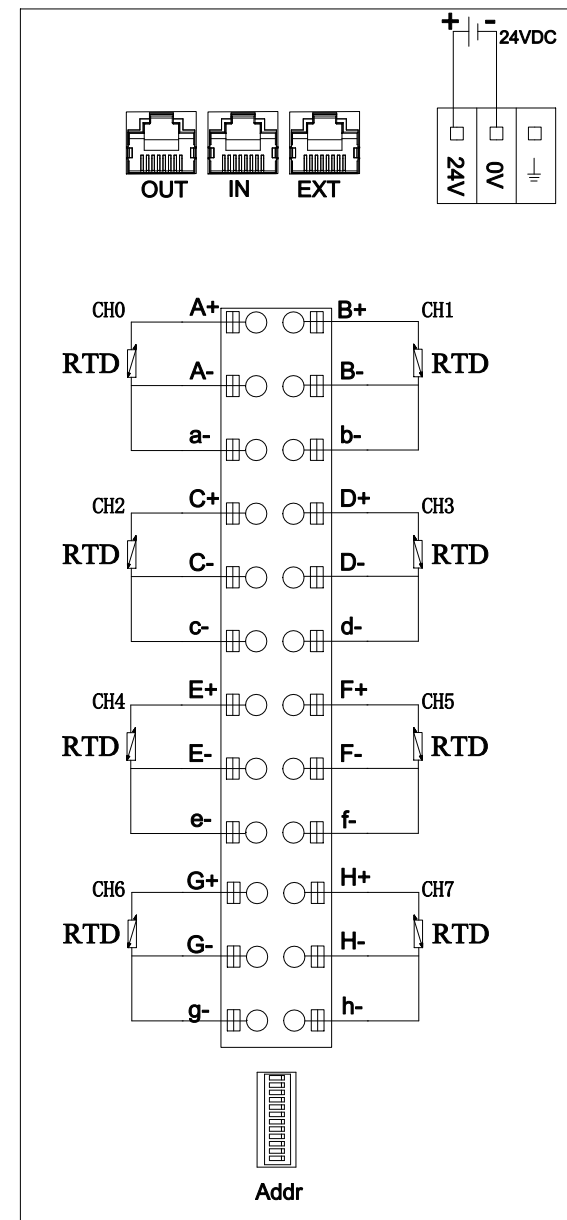 + - 24VDC
OUT IN EXT
24V 0V
CH0 A+ B+ CH1
RTD A- B- RTD
a- b-
CH2 C+ D+ CH3
RTD C- D- RTD
c- d-
CH4 E+ F+ CH5
RTD E- F- RTD
e- f-
CH6 G+ H+ CH7
RTD G- H- RTD
g- h-
Addr